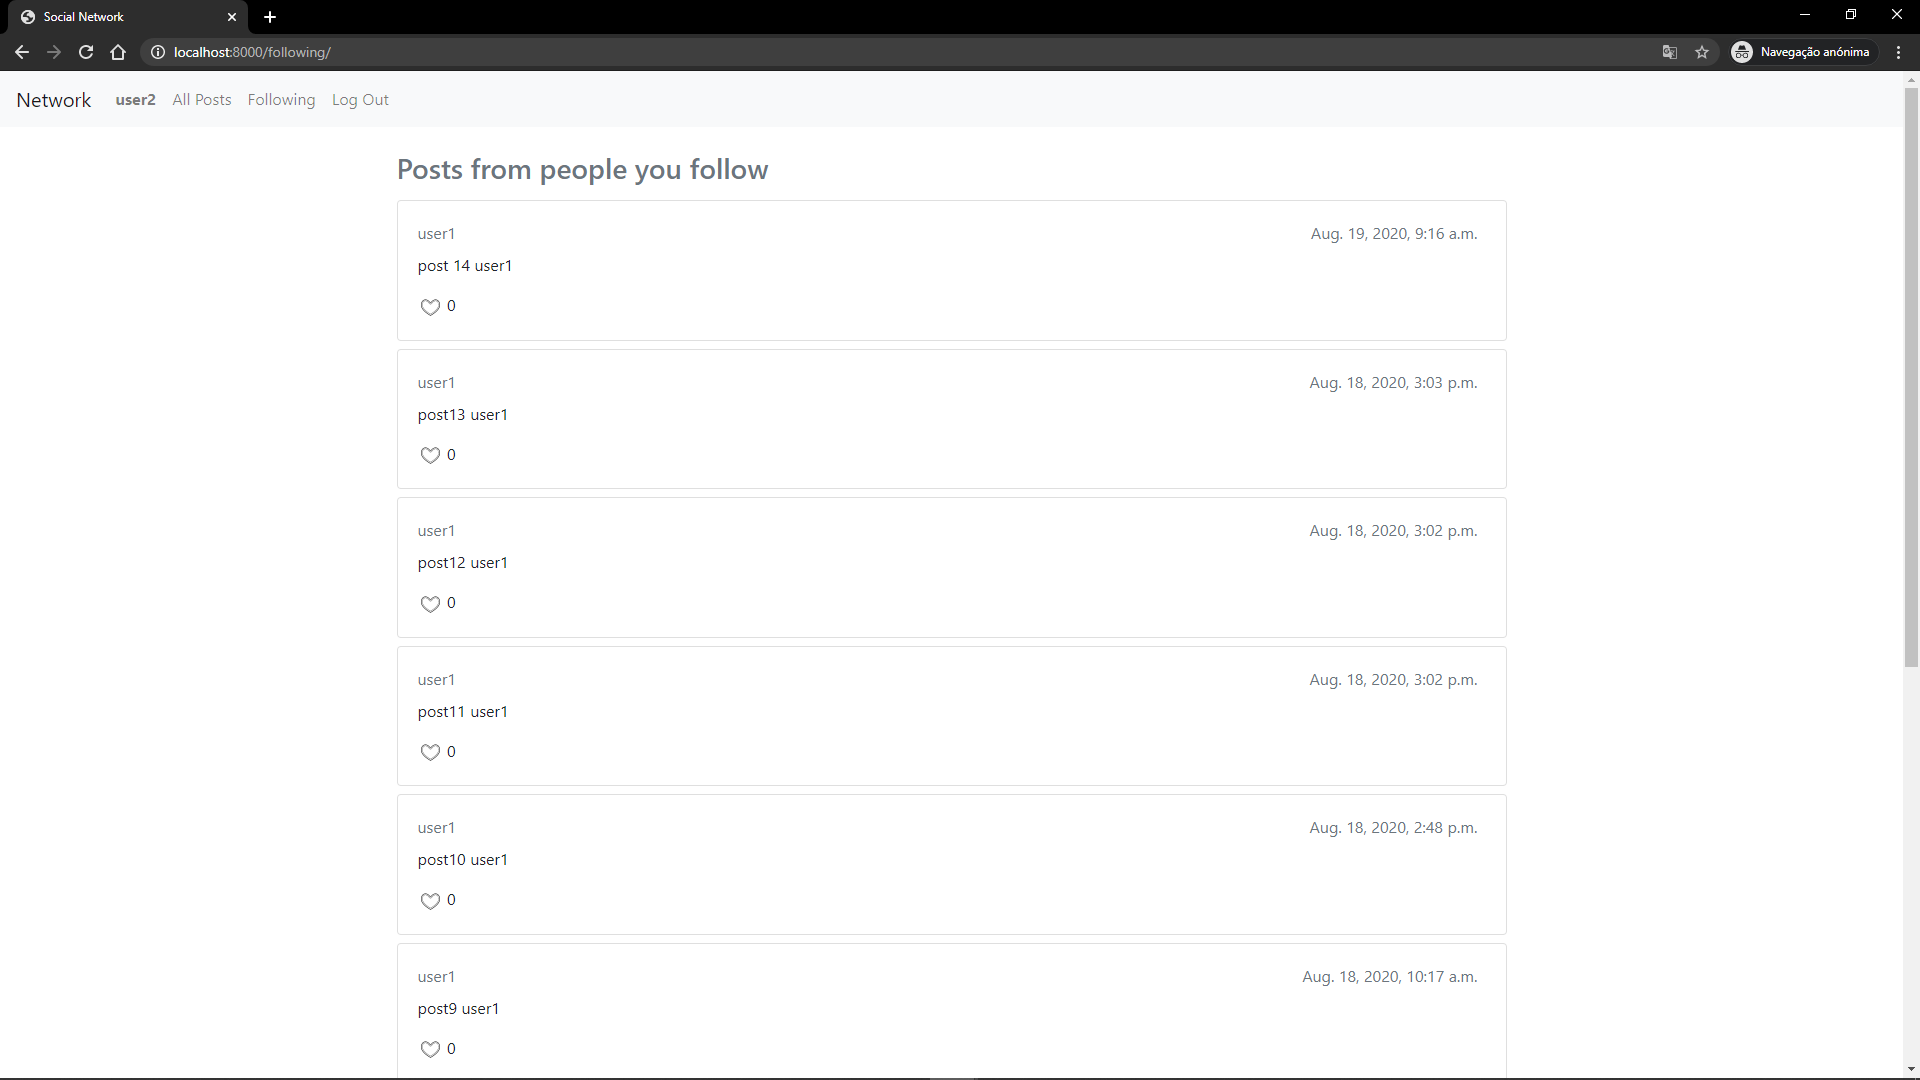 Social Network
localhost:8000/following/
Navegação anónima
Network user2 All Posts Following Log Out
Posts from people you follow
user1 Aug. 19, 2020, 9:16 a.m.
post 14 user1
0
user1 Aug. 18, 2020, 3:03 p.m.
post13 user1
0
user1 Aug. 18, 2020, 3:02 p.m.
post12 user1
0
user1 Aug. 18, 2020, 3:02 p.m.
post11 user1
0
user1 Aug. 18, 2020, 2:48 p.m.
post10 user1
0
user1 Aug. 18, 2020, 10:17 a.m.
post9 user1
0